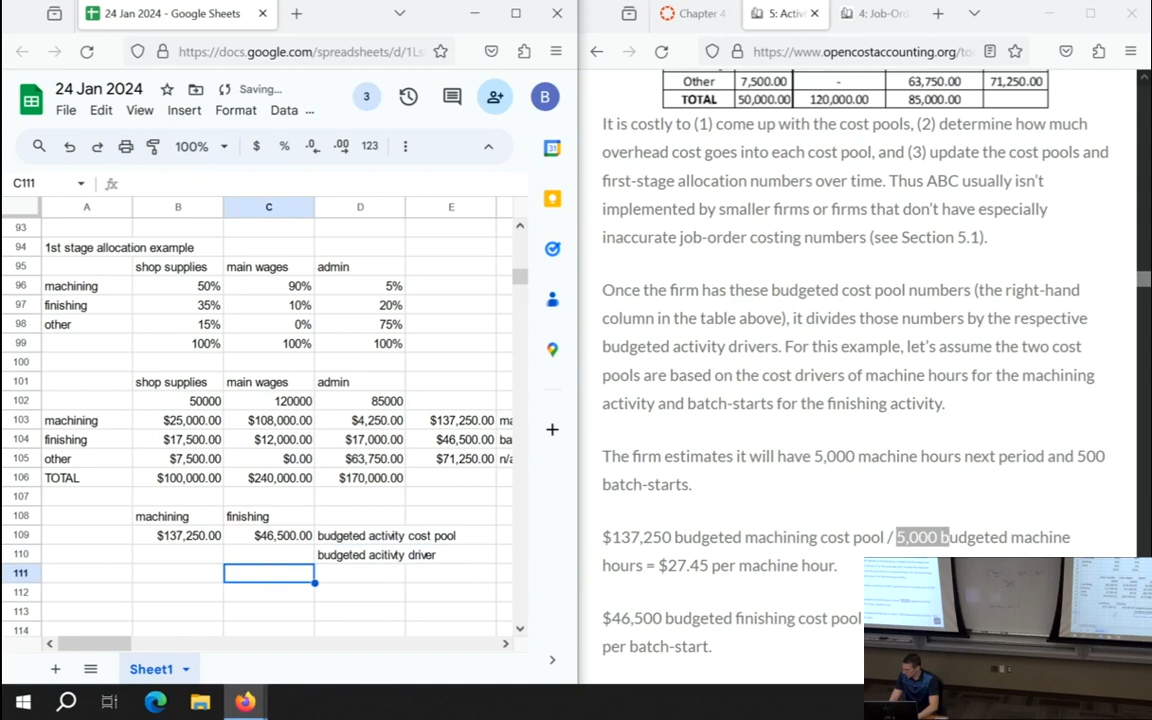 24 Jan 2024 - Google Sheets
Chapter 4
5: Activ
4: Job-Ord
https://docs.google.com/spreadsheets/d/1Ls
https://www.opencostaccounting.org/to
24 Jan 2024
Saving...
3
B
File Edit View Insert Format Data ...
100%
$ % .0 .00 123
C111
fx
A B C D E
93
94 1st stage allocation example
95 shop supplies main wages admin
96 machining 50% 90% 5%
97 finishing 35% 10% 20%
98 other 15% 0% 75%
99 100% 100% 100%
100
101 shop supplies main wages admin
102 50000 120000 85000
103 machining $25,000.00 $108,000.00 $4,250.00 $137,250.00 ma
104 finishing $17,500.00 $12,000.00 $17,000.00 $46,500.00 ba
105 other $7,500.00 $0.00 $63,750.00 $71,250.00 n/a
106 TOTAL $100,000.00 $240,000.00 $170,000.00
107
108 machining finishing
109 $137,250.00 $46,500.00 budgeted activity cost pool
110 budgeted acitivty driver
111
112
113
114
Sheet1
31
Other 7,500.00 - 63,750.00 71,250.00
TOTAL 50,000.00 120,000.00 85,000.00
It is costly to (1) come up with the cost pools, (2) determine how much
overhead cost goes into each cost pool, and (3) update the cost pools and
first-stage allocation numbers over time. Thus ABC usually isn't
implemented by smaller firms or firms that don't have especially
inaccurate job-order costing numbers (see Section 5.1).
Once the firm has these budgeted cost pool numbers (the right-hand
column in the table above), it divides those numbers by the respective
budgeted activity drivers. For this example, let's assume the two cost
pools are based on the cost drivers of machine hours for the machining
activity and batch-starts for the finishing activity.
The firm estimates it will have 5,000 machine hours next period and 500
batch-starts.
$137,250 budgeted machining cost pool / 5,000 budgeted machine
hours = $27.45 per machine hour.
$46,500 budgeted finishing cost pool
per batch-start.